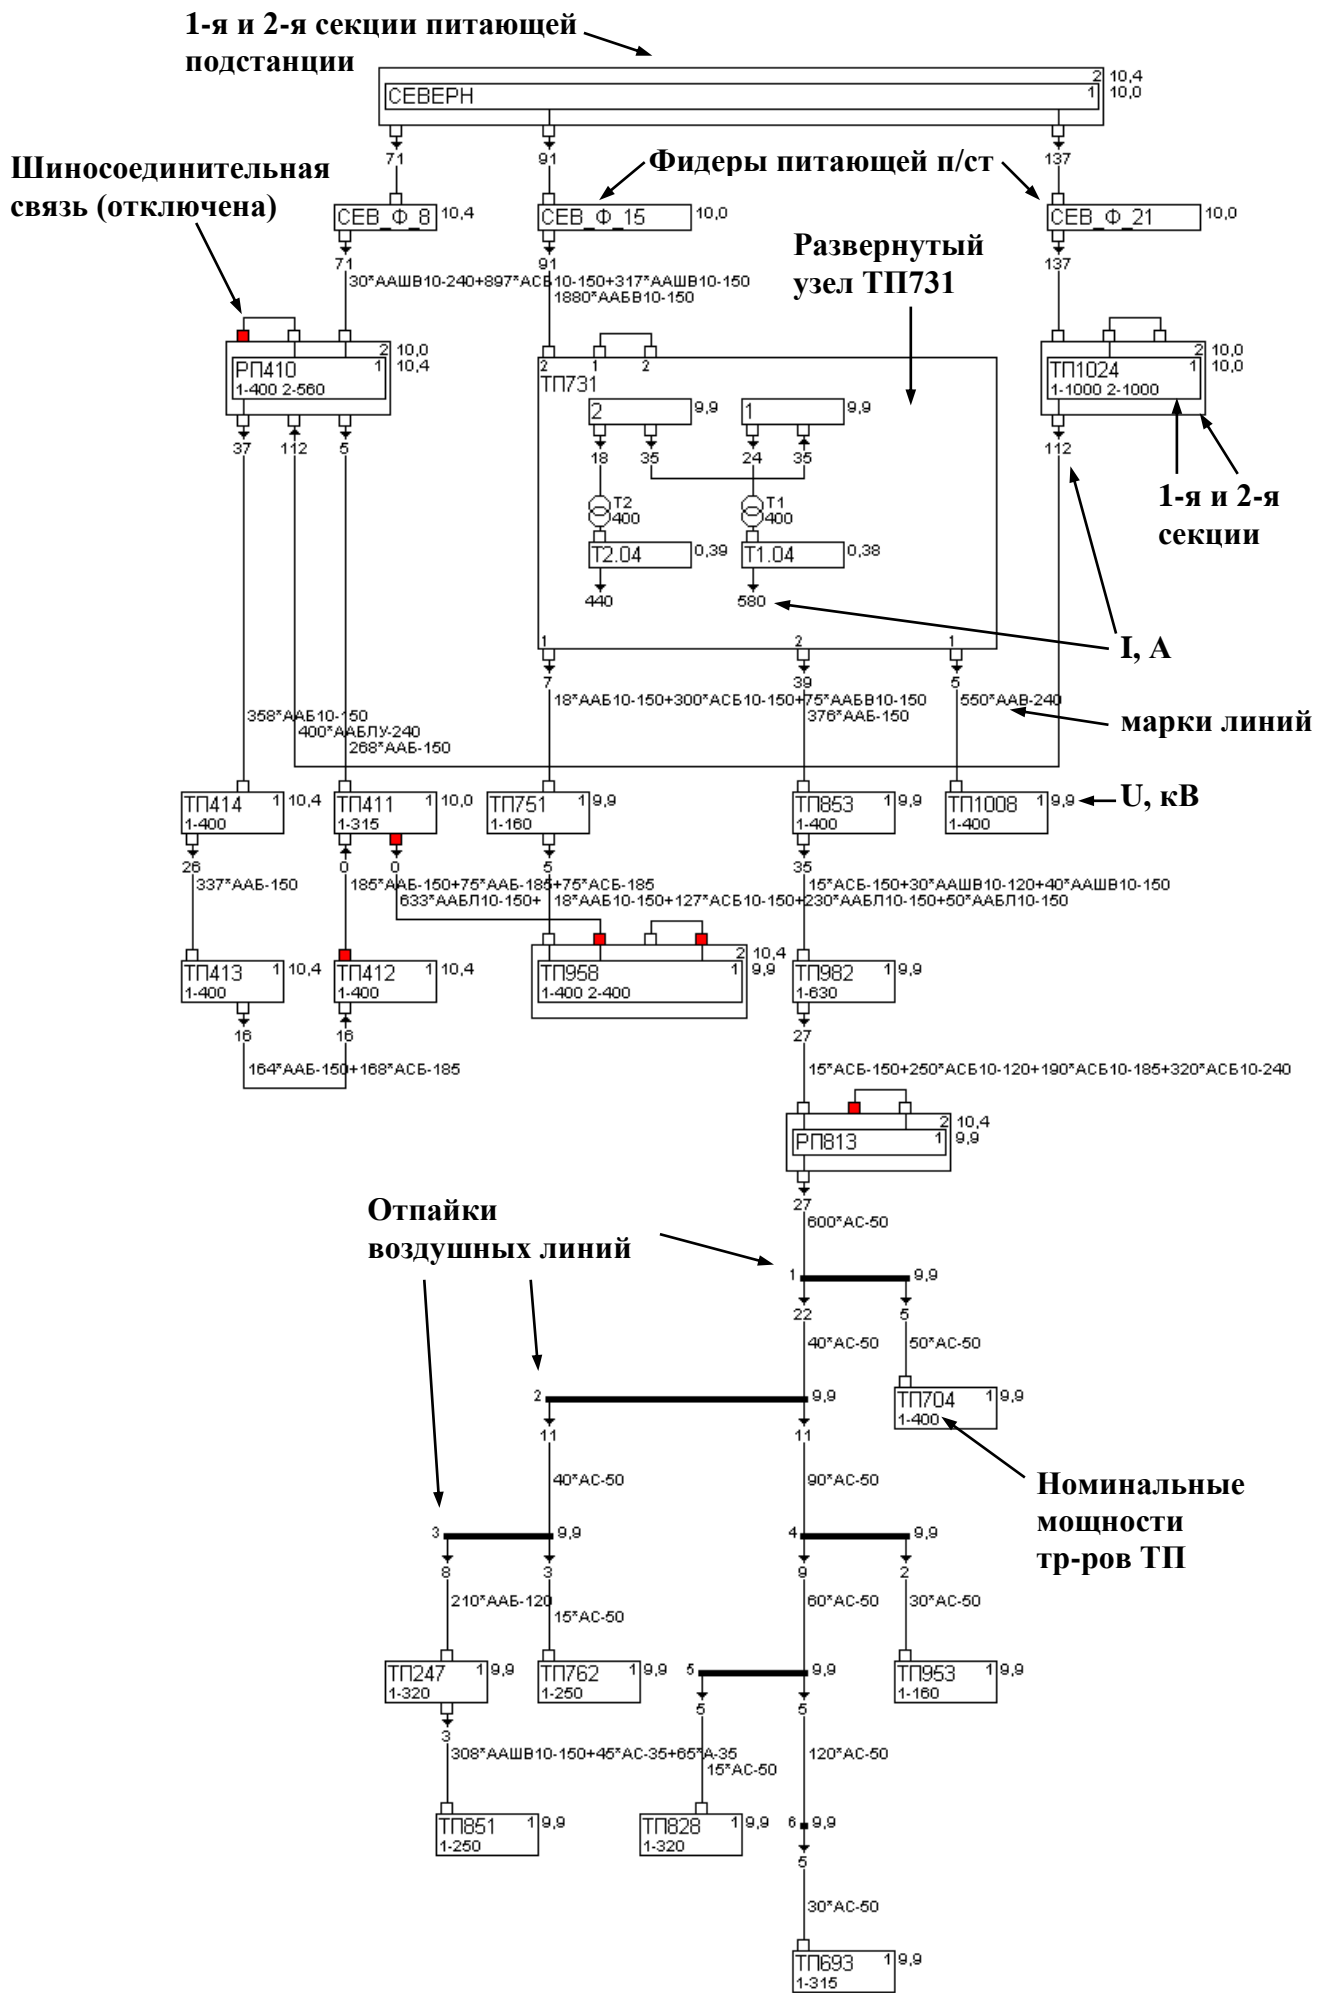 1-я и 2-я секции питающей
подстанции
2 10,4
СЕВЕРН 1 10,0
71 91 137
Шиносоединительная
связь (отключена)
Фидеры питающей п/ст
СЕВ_Ф_8 10,4
СЕВ_Ф_15 10,0
СЕВ_Ф_21 10,0
71 91 137
Развернутый
узел ТП731
30*ААШВ10-240+897*АСБ10-150+317*ААШВ10-150
1880*ААБВ10-150
2 10,0
РП410 1 10,4
1-400 2-560
37 112 5
2 1 2
ТП731
2 9,9
1 9,9
18 35 24 35
Т2
400
Т1
400
Т2.04 0,39
Т1.04 0,38
440 580
1 2 1
2 10,0
ТП1024 1 10,0
1-1000 2-1000
112
1-я и 2-я
секции
I, А
7 39 5
18*ААБ10-150+300*АСБ10-150+75*ААБВ10-150
376*ААБ-150
550*ААВ-240
марки линий
358*ААБ10-150
400*ААБЛУ-240
268*ААБ-150
ТП414 1 10,4
1-400
ТП411 1 10,0
1-315
ТП751 1 9,9
1-160
ТП853 1 9,9
1-400
ТП1008 1 9,9
1-400
U, кВ
26 0 0 5 35
337*ААБ-150
185*ААБ-150+75*ААБ-185+75*АСБ-185
633*ААБЛ10-150+
18*ААБ10-150+127*АСБ10-150+230*ААБЛ10-150+50*ААБЛ10-150
15*АСБ-150+30*ААШВ10-120+40*ААШВ10-150
ТП413 1 10,4
1-400
ТП412 1 10,4
1-400
2 10,4
ТП958 1 9,9
1-400 2-400
ТП982 1 9,9
1-630
16 16 27
164*ААБ-150+168*АСБ-185
15*АСБ-150+250*АСБ10-120+190*АСБ10-185+320*АСБ10-240
2 10,4
РП813 1 9,9
27
Отпайки
воздушных линий
600*АС-50
1 9,9
22 5
40*АС-50
50*АС-50
2 9,9
ТП704 1 9,9
1-400
11 11
40*АС-50
90*АС-50
Номинальные
мощности
тр-ров ТП
3 9,9
4 9,9
8 3 9 2
210*ААБ-120
15*АС-50
60*АС-50
30*АС-50
ТП247 1 9,9
1-320
ТП762 1 9,9
1-250
5 9,9
ТП953 1 9,9
1-160
3 5 5
308*ААШВ10-150+45*АС-35+65*А-35
15*АС-50
120*АС-50
ТП851 1 9,9
1-250
ТП828 1 9,9
1-320
6 9,9
5
30*АС-50
ТП693 1 9,9
1-315